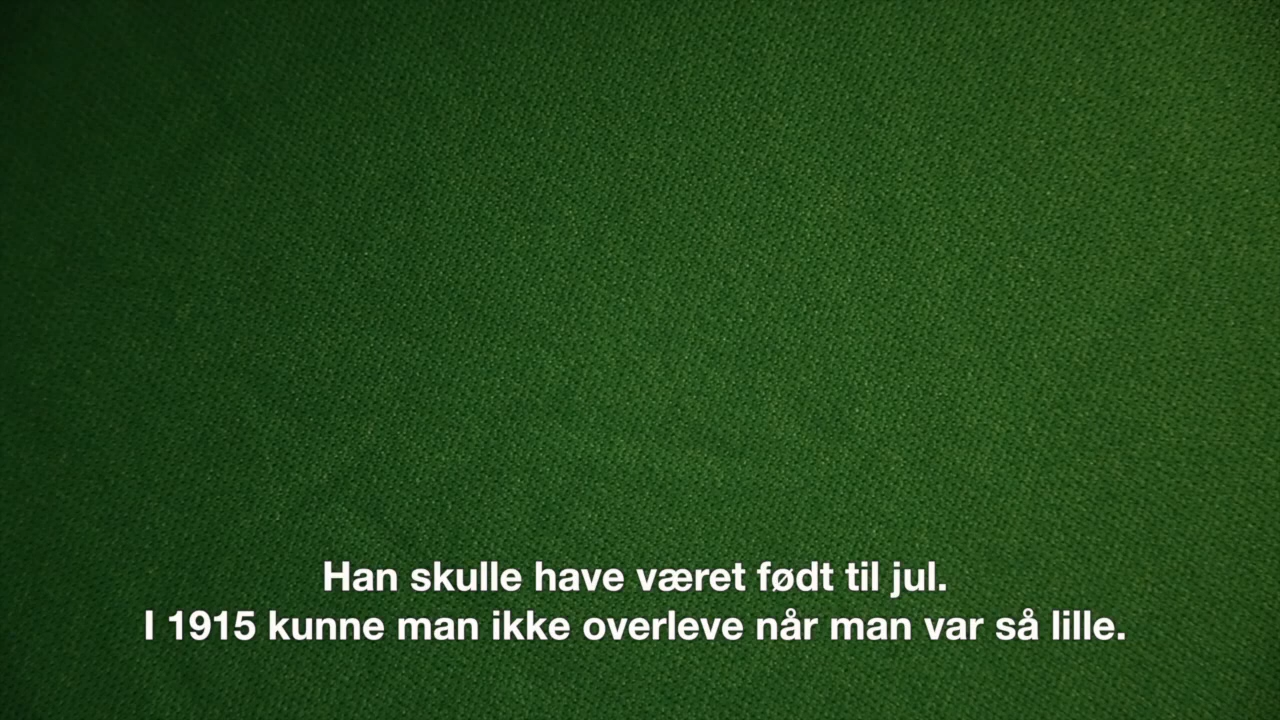 Han skulle have været født til jul.
I 1915 kunne man ikke overleve når man var så lille.